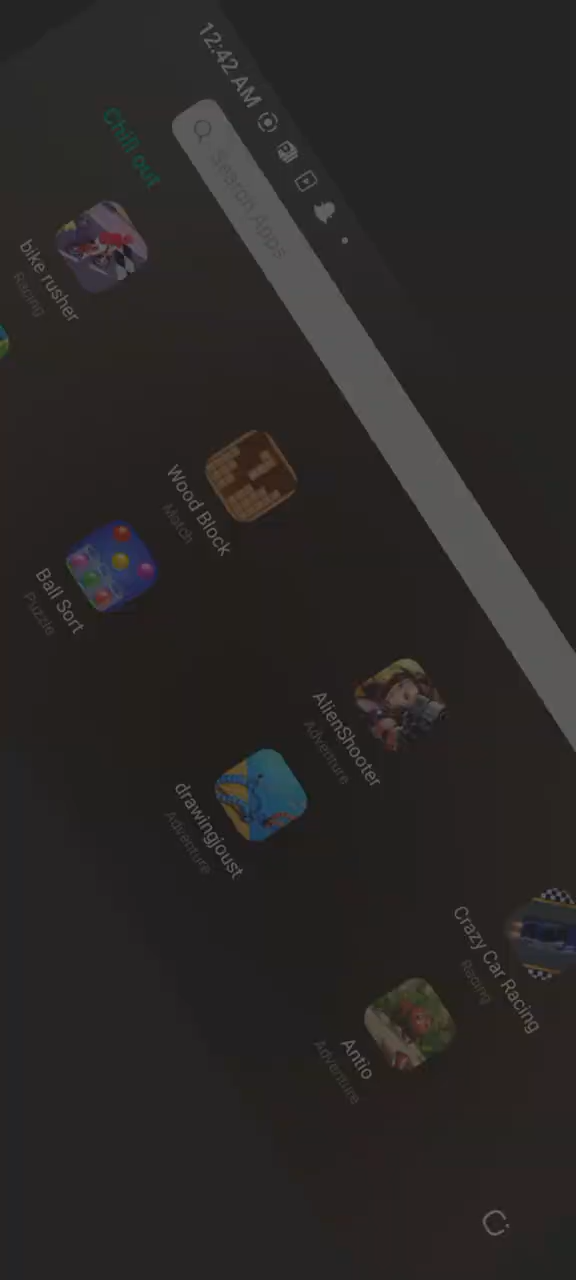 12:42 AM
Search Apps
Chill out
bike rusher
Racing
Wood Block
Match
AlienShooter
Adventure
Crazy Car Racing
Racing
Ball Sort
Puzzle
drawingjoust
Adventure
Antio
Adventure